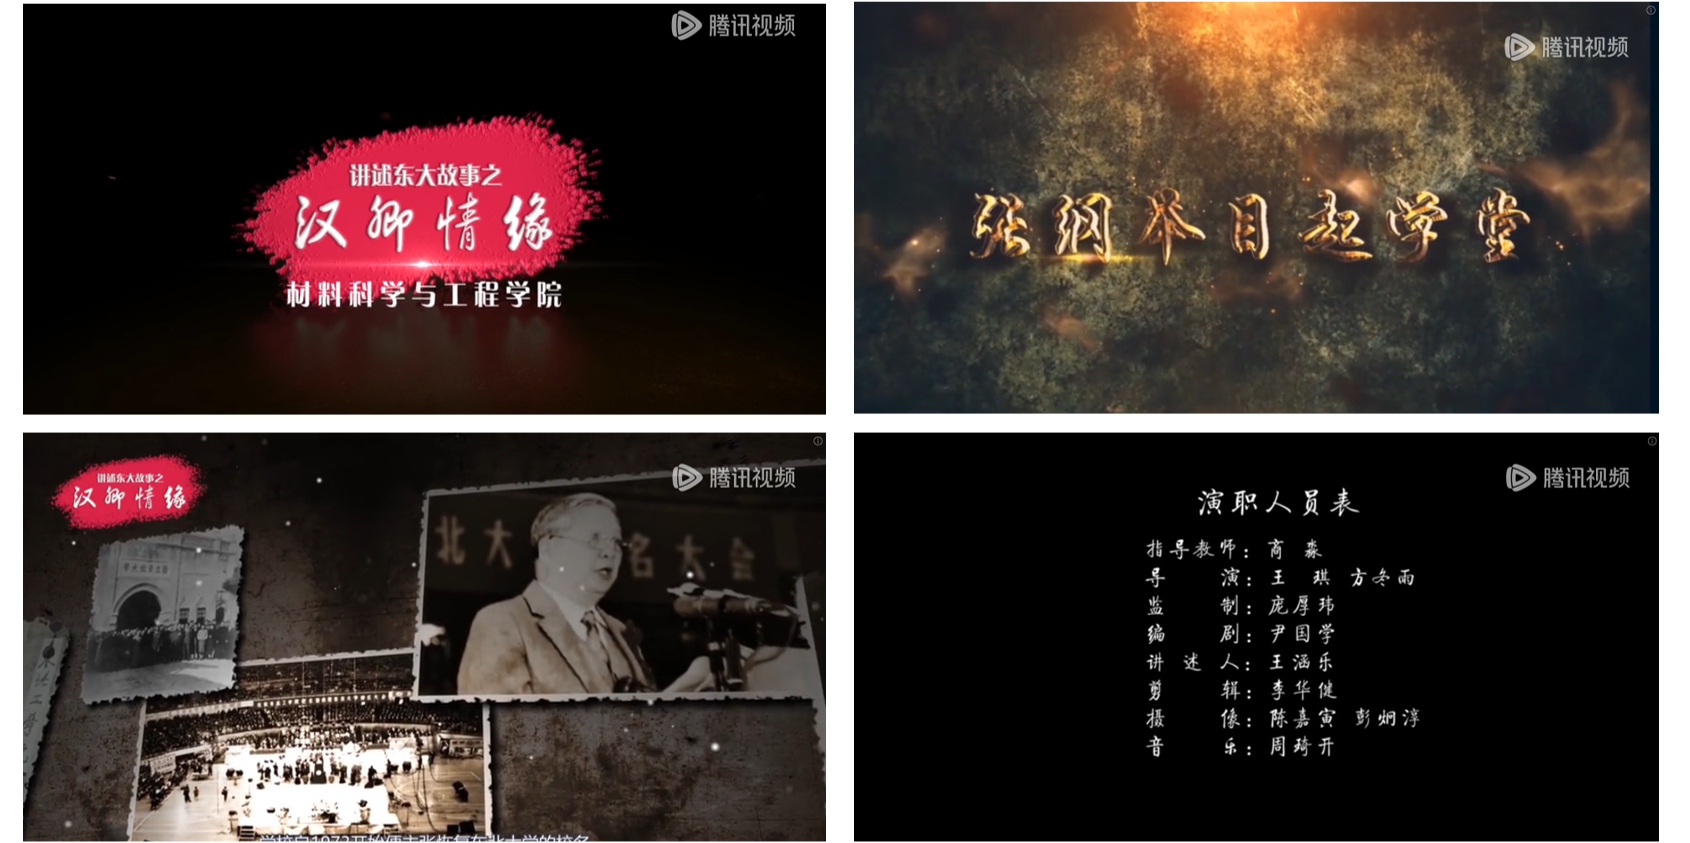 腾讯视频
讲述东大故事之
汉卿情缘
材料科学与工程学院
腾讯视频
张纲举目起学堂
讲述东大故事之
汉卿情缘
腾讯视频
北大
名大会
腾讯视频
演职人员表
指导教师：商 淼
导 演：王 琪 方冬雨
监 制：庞厚玮
编 剧：尹国学
讲 述 人：王涵乐
剪 辑：李华健
摄 像：陈嘉寅 彭炯淳
音 乐：周琦开